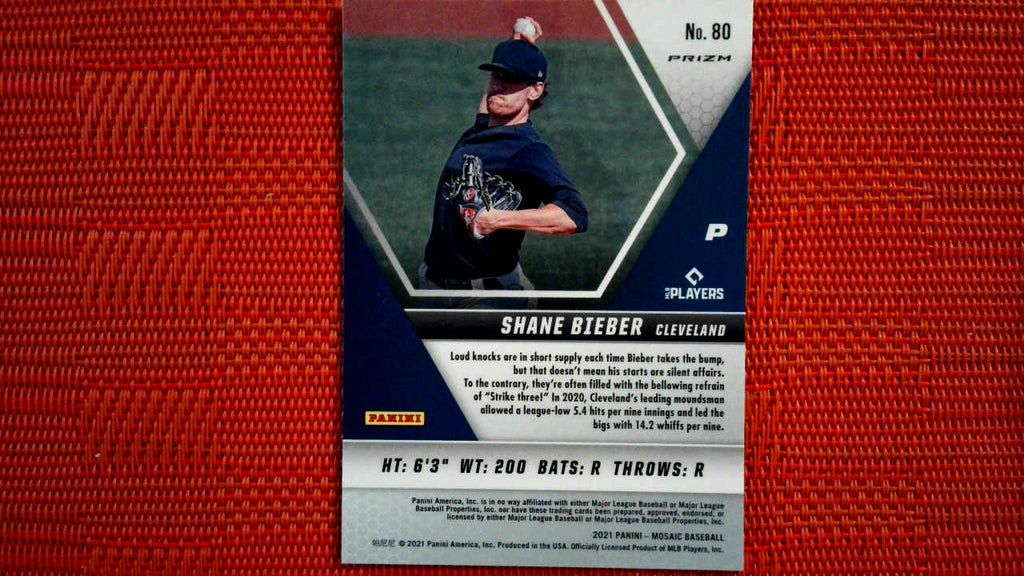 No. 80
PRIZM
P
MLB PLAYERS
SHANE BIEBER CLEVELAND
Loud knocks are in short supply each time Bieber takes the bump,
but that doesn't mean his starts are silent affairs.
To the contrary, they're often filled with the bellowing refrain
of "Strike three!" In 2020, Cleveland's leading moundsman
allowed a league-low 5.4 hits per nine innings and led the
bigs with 14.2 whiffs per nine.
PANINI
HT: 6'3" WT: 200 BATS: R THROWS: R
Panini America, Inc. is in no way affiliated with either Major League
Baseball or Major League Baseball Properties, Inc. nor have these trading cards been prepared, approved, endorsed, or
licensed by either Major League Baseball or Major League Baseball Properties, Inc.
2021 PANINI – MOSAIC BASEBALL
帕尼尼 © 2021 Panini America, Inc. Produced in the USA. Officially Licensed Product of MLB Players, Inc.